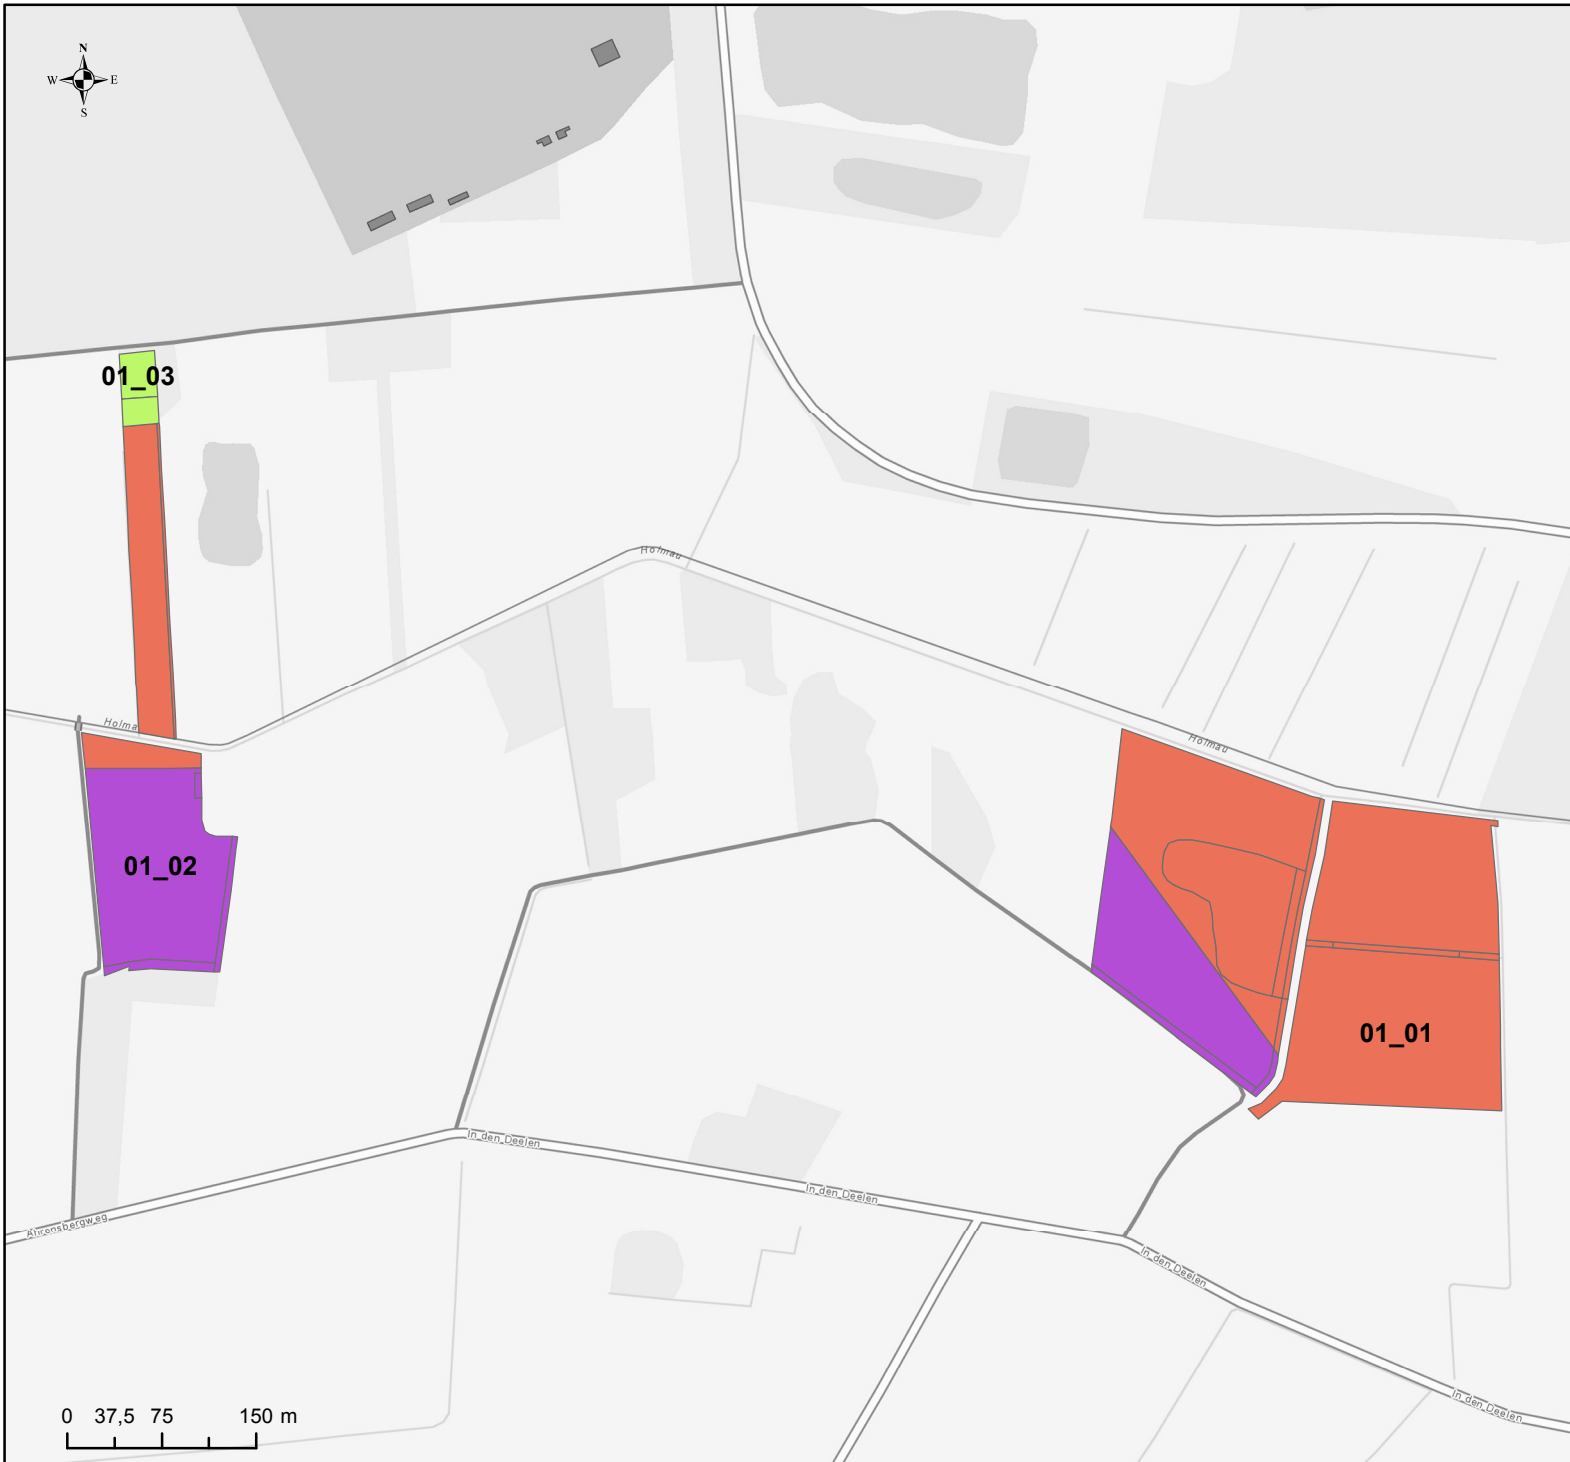 N
W E
S
01_03
Holmau
Holma
Holmau
01_02
01_01
In den Deelen
In den Deelen
Ahrensbergweg
In den Deelen
In den Deelen
0 37,5 75 150 m